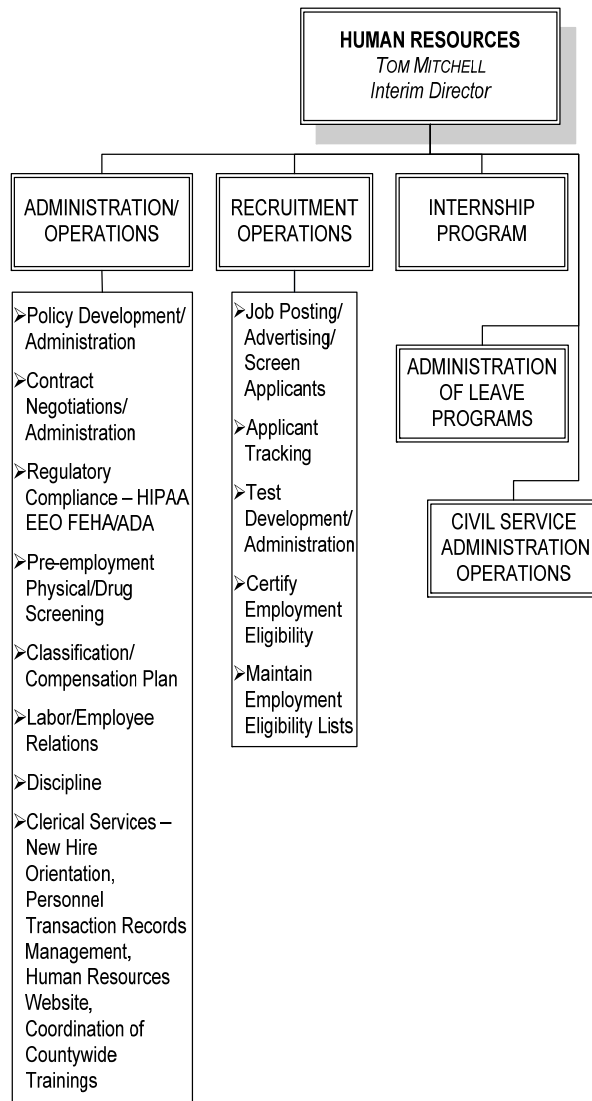 HUMAN RESOURCES
TOM MITCHELL
Interim Director
ADMINISTRATION/
OPERATIONS
RECRUITMENT
OPERATIONS
INTERNSHIP
PROGRAM
➢Policy Development/
Administration
➢Contract
Negotiations/
Administration
➢Regulatory
Compliance – HIPAA
EEO FEHA/ADA
➢Pre-employment
Physical/Drug
Screening
➢Classification/
Compensation Plan
➢Labor/Employee
Relations
➢Discipline
➢Clerical Services –
New Hire
Orientation,
Personnel
Transaction Records
Management,
Human Resources
Website,
Coordination of
Countywide
Trainings
➢Job Posting/
Advertising/
Screen
Applicants
➢Applicant
Tracking
➢Test
Development/
Administration
➢Certify
Employment
Eligibility
➢Maintain
Employment
Eligibility Lists
ADMINISTRATION
OF LEAVE
PROGRAMS
CIVIL SERVICE
ADMINISTRATION
OPERATIONS